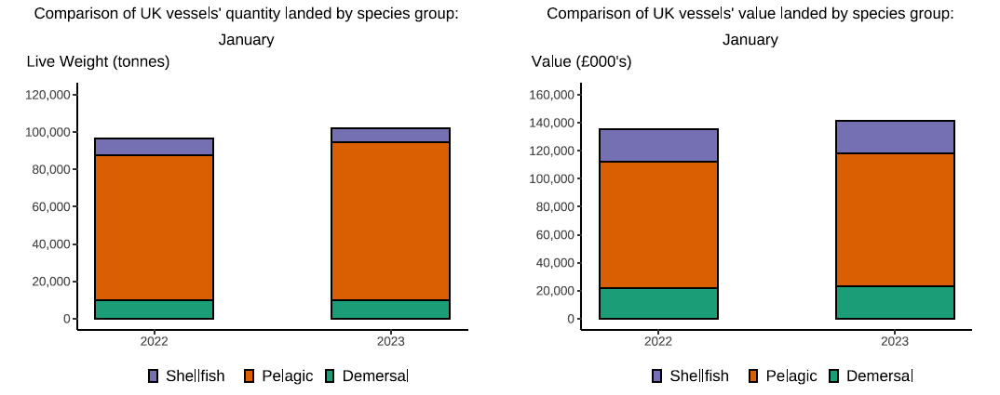 Comparison of UK vessels' quantity landed by species group:
January
Live Weight (tonnes)
120,000
100,000
80,000
60,000
40,000
20,000
0
2022
2023
Shellfish
Pelagic
Demersal
Comparison of UK vessels' value landed by species group:
January
Value (£000's)
160,000
140,000
120,000
100,000
80,000
60,000
40,000
20,000
0
2022
2023
Shellfish
Pelagic
Demersal